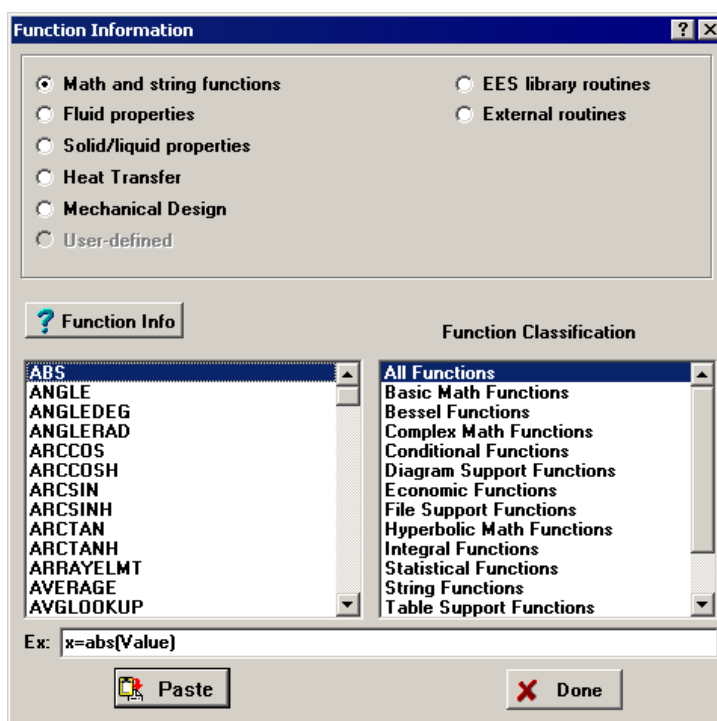 Function Information
Math and string functions
EES library routines
Fluid properties
External routines
Solid/liquid properties
Heat Transfer
Mechanical Design
User-defined
? Function Info
Function Classification
ABS
ANGLE
ANGLEDEG
ANGLERAD
ARCCOS
ARCCOSH
ARCSIN
ARCSINH
ARCTAN
ARCTANH
ARRAYELMT
AVERAGE
AVGLOOKUP
All Functions
Basic Math Functions
Bessel Functions
Complex Math Functions
Conditional Functions
Diagram Support Functions
Economic Functions
File Support Functions
Hyperbolic Math Functions
Integral Functions
Statistical Functions
String Functions
Table Support Functions
Ex: x=abs(Value)
Paste
Done